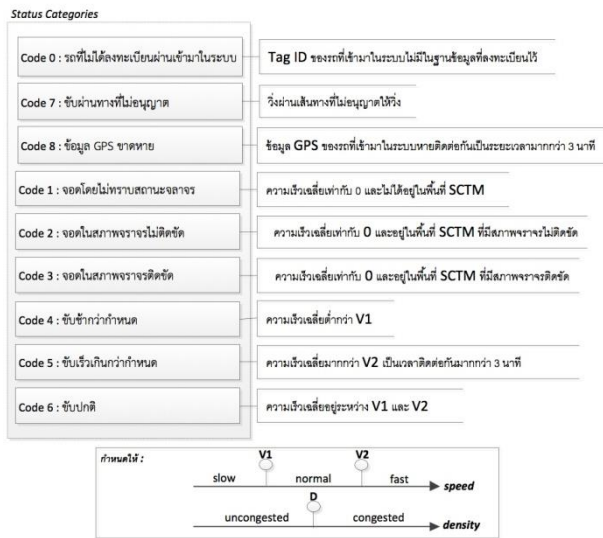 Status Categories
Code 0 : รถที่ไม่ได้ลงทะเบียนผ่านเข้ามาในระบบ
Tag ID ของรถที่เข้ามาในระบบไม่มีในฐานข้อมูลที่ลงทะเบียนไว้
Code 7 : ขับผ่านทางที่ไม่อนุญาต
วิ่งผ่านเส้นทางที่ไม่อนุญาตให้วิ่ง
Code 8 : ข้อมูล GPS ขาดหาย
ข้อมูล GPS ของรถที่เข้ามาในระบบหายติดต่อกันเป็นระยะเวลามากกว่า 3 นาที
Code 1 : จอดโดยไม่ทราบสถานะจลาจร
ความเร็วเฉลี่ยเท่ากับ 0 และไม่ได้อยู่ในพื้นที่ SCTM
Code 2 : จอดในสภาพจราจรไม่ติดขัด
ความเร็วเฉลี่ยเท่ากับ 0 และอยู่ในพื้นที่ SCTM ที่มีสภาพจราจรไม่ติดขัด
Code 3 : จอดในสภาพจราจรติดขัด
ความเร็วเฉลี่ยเท่ากับ 0 และอยู่ในพื้นที่ SCTM ที่มีสภาพจราจรติดขัด
Code 4 : ขับช้ากว่ากำหนด
ความเร็วเฉลี่ยต่ำกว่า V1
Code 5 : ขับเร็วเกินกว่ากำหนด
ความเร็วเฉลี่ยมากกว่า V2 เป็นเวลาติดต่อกันมากกว่า 3 นาที
Code 6 : ขับปกติ
ความเร็วเฉลี่ยอยู่ระหว่าง V1 และ V2
กำหนดให้ :
V1 V2
slow normal fast speed
D
uncongested congested density